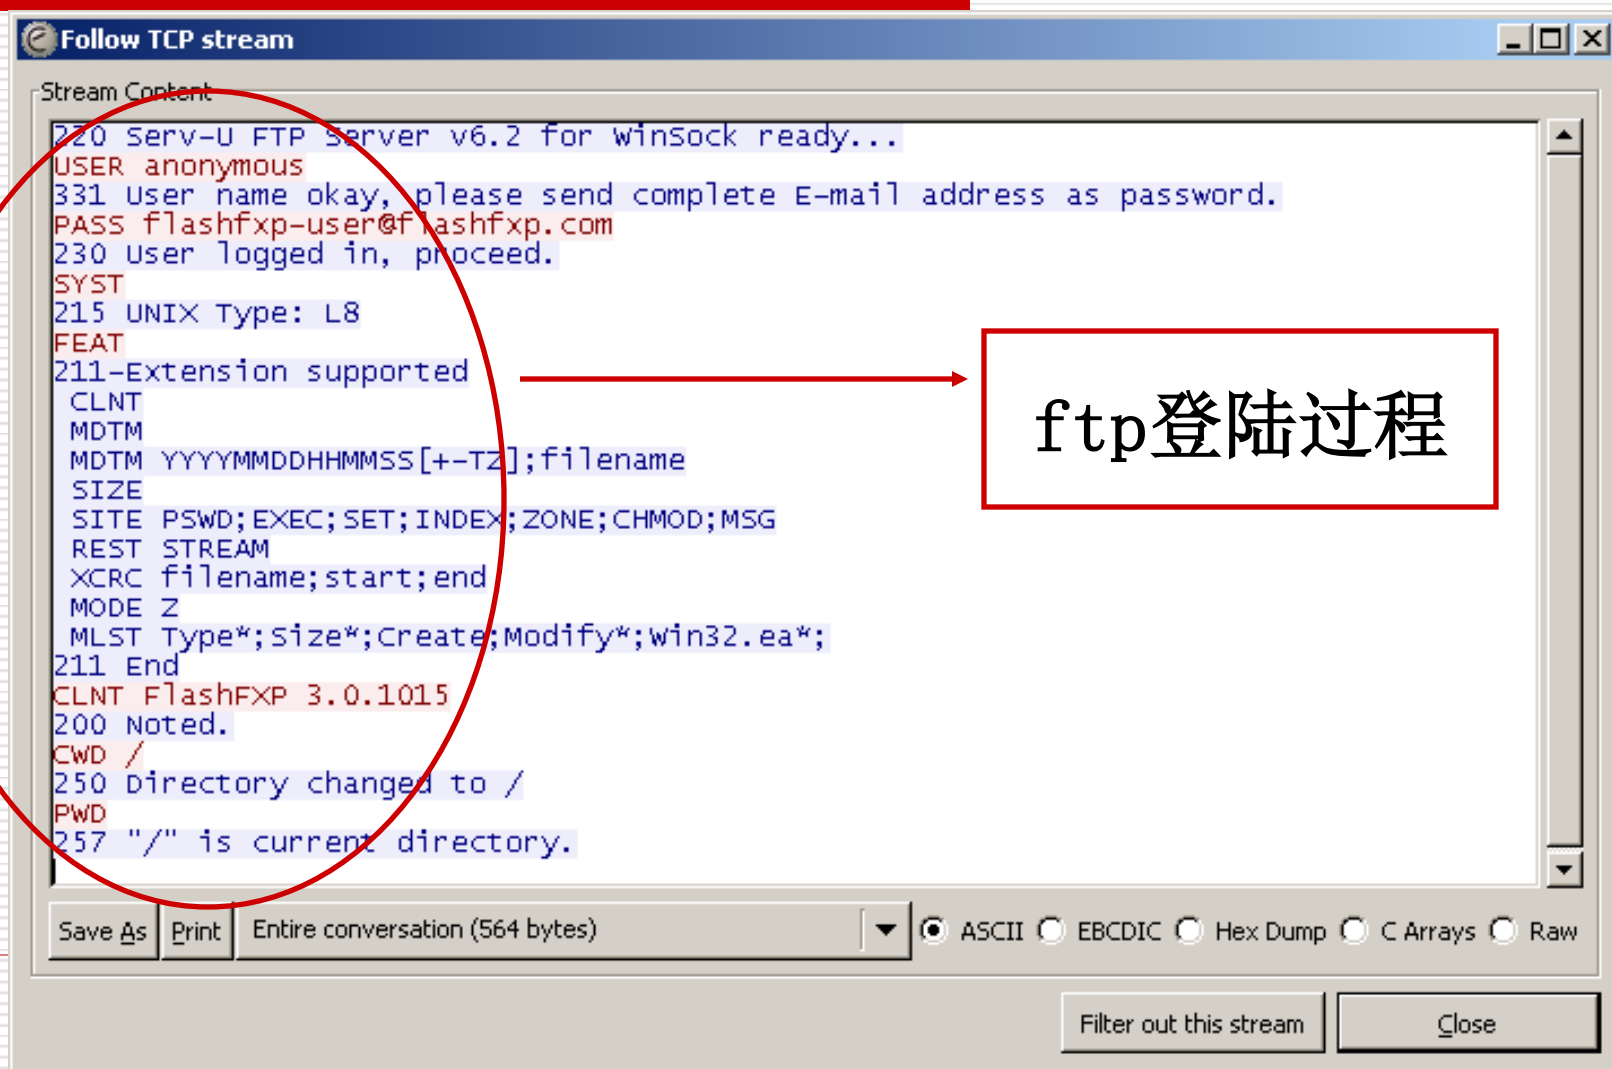 Follow TCP stream
Stream Content
220 Serv-U FTP Server v6.2 for WinSock ready...
USER anonymous
331 User name okay, please send complete E-mail address as password.
PASS flashfxp-user@flashfxp.com
230 User logged in, proceed.
SYST
215 UNIX Type: L8
FEAT
211-Extension supported
CLNT
MDTM
MDTM YYYYMMDDHHMMSS[+-TZ];filename
SIZE
SITE PSWD;EXEC;SET;INDEX;ZONE;CHMOD;MSG
REST STREAM
XCRC filename;start;end
MODE Z
MLST Type*;Size*;Create;Modify*;Win32.ea*;
211 End
CLNT FlashFXP 3.0.1015
200 Noted.
CWD /
250 Directory changed to /
PWD
257 "/" is current directory.
ftp登陆过程
Save As Print Entire conversation (564 bytes) ASCII EBCDIC Hex Dump C Arrays Raw
Filter out this stream Close